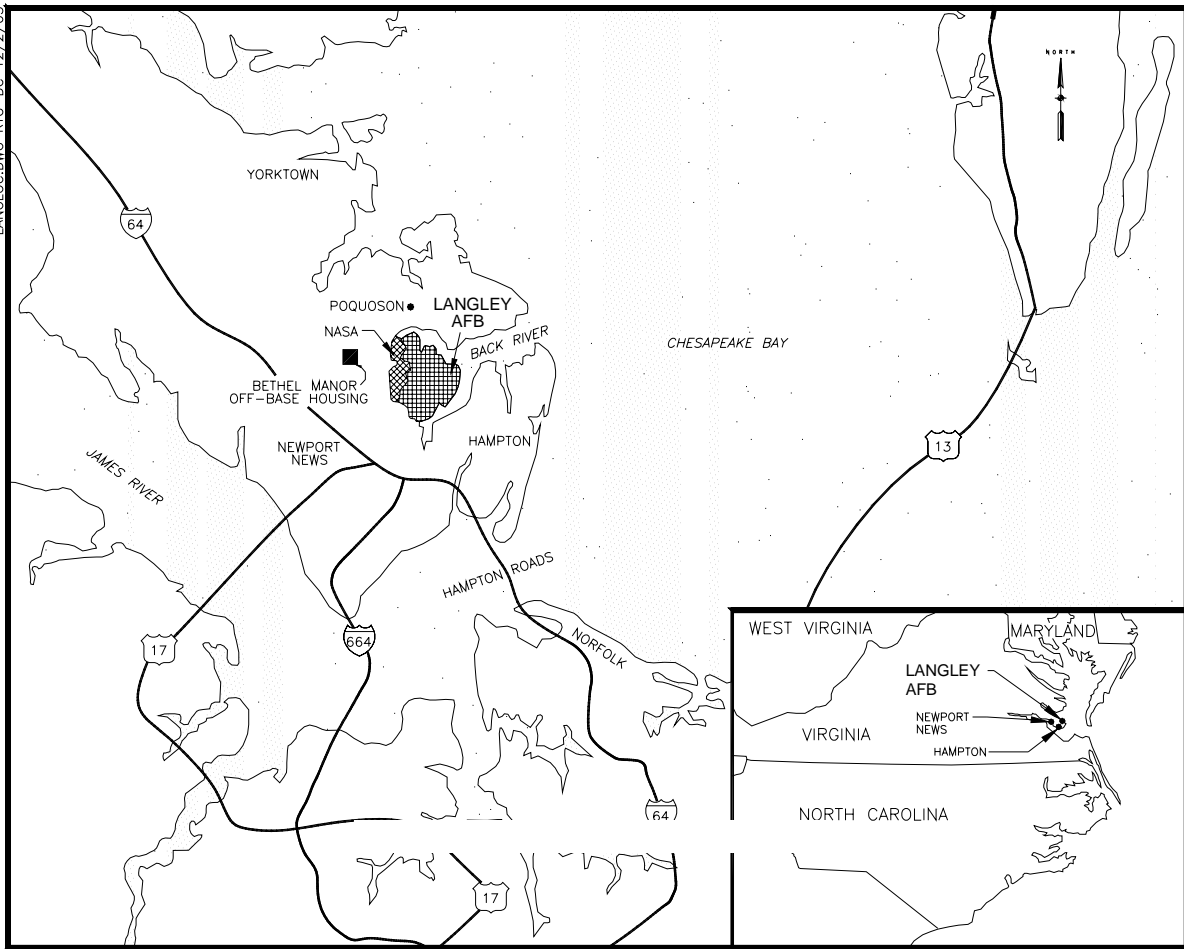 NORTH
YORKTOWN
64
POQUOSON
LANGLEY
AFB
NASA
BACK RIVER
CHESAPEAKE BAY
BETHEL MANOR
OFF-BASE HOUSING
13
HAMPTON
NEWPORT
NEWS
JAMES RIVER
HAMPTON ROADS
17
664
NORFOLK
64
17
WEST VIRGINIA
MARYLAND
LANGLEY
AFB
NEWPORT
NEWS
VIRGINIA
HAMPTON
NORTH CAROLINA